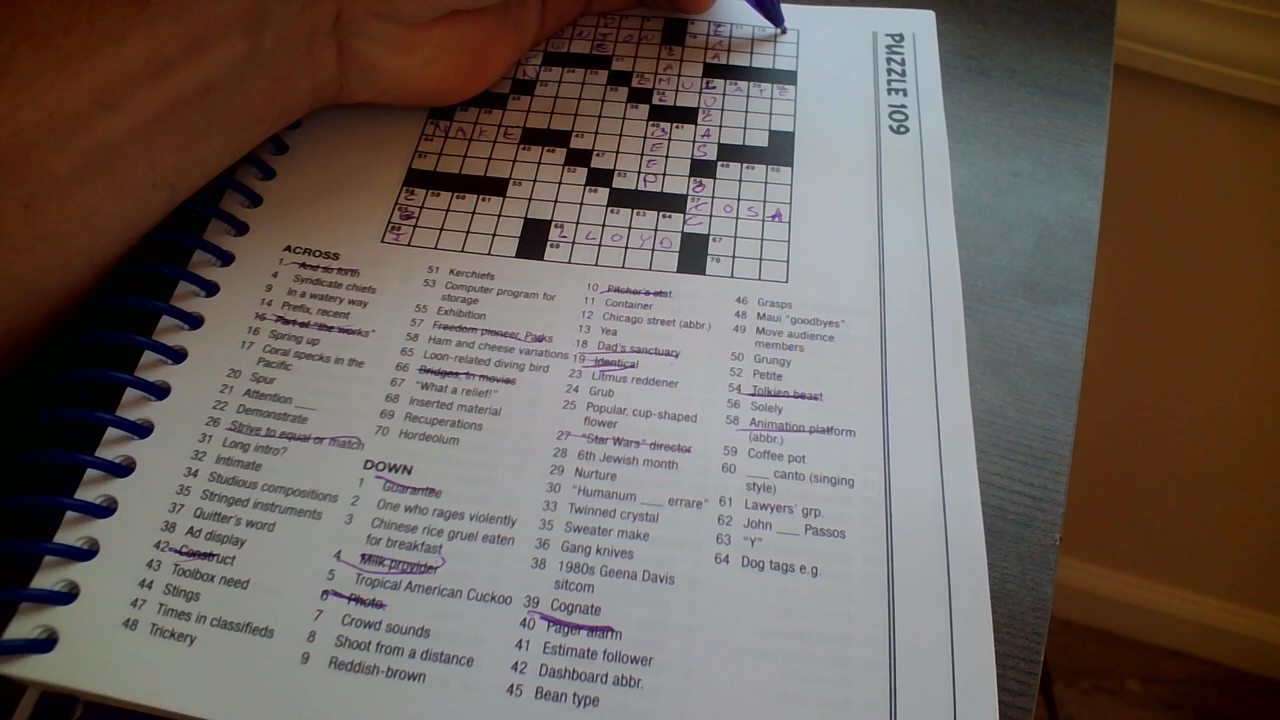 PUZZLE 109
ACROSS
1 And so forth
4 Syndicate chiefs
9 In a watery way
14 Prefix, recent
15 Part of "the works"
16 Spring up
17 Coral specks in the
Pacific
20 Spur
21 Attention ___
22 Demonstrate
26 Strive to equal or match
31 Long intro?
32 Intimate
34 Studious compositions
35 Stringed instruments
37 Quitter's word
38 Ad display
42 Construct
43 Toolbox need
44 Stings
47 Times in classifieds
48 Trickery
51 Kerchiefs
53 Computer program for
storage
55 Exhibition
57 Freedom pioneer, Parks
58 Ham and cheese variations
65 Loon-related diving bird
66 Bridges, in movies
67 "What a relief!"
68 Inserted material
69 Recuperations
70 Hordeolum
DOWN
1 Guarantee
2 One who rages violently
3 Chinese rice gruel eaten
for breakfast
4 Milk provider
5 Tropical American Cuckoo
6 Photo
7 Crowd sounds
8 Shoot from a distance
9 Reddish-brown
10 Pitcher's stat
11 Container
12 Chicago street (abbr.)
13 Yea
18 Dad's sanctuary
19 Identical
23 Litmus reddener
24 Grub
25 Popular, cup-shaped
flower
27 "Star Wars" director
28 6th Jewish month
29 Nurture
30 "Humanum ___ errare"
33 Twinned crystal
35 Sweater make
36 Gang knives
38 1980s Geena Davis
sitcom
39 Cognate
40 Pager alarm
41 Estimate follower
42 Dashboard abbr.
45 Bean type
46 Grasps
48 Maui "goodbyes"
49 Move audience
members
50 Grungy
52 Petite
54 Tolkien beast
56 Solely
58 Animation platform
(abbr.)
59 Coffee pot
60 ___ canto (singing
style)
61 Lawyers' grp.
62 John ___ Passos
63 "Y"
64 Dog tags e.g.